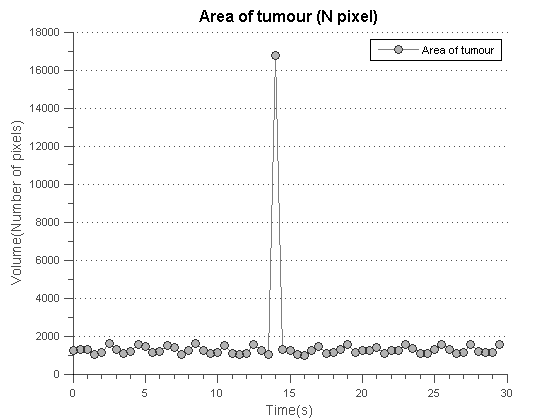 Area of tumour (N pixel)
Area of tumour
Volume(Number of pixels)
18000
16000
14000
12000
10000
8000
6000
4000
2000
0
0 5 10 15 20 25 30
Time(s)